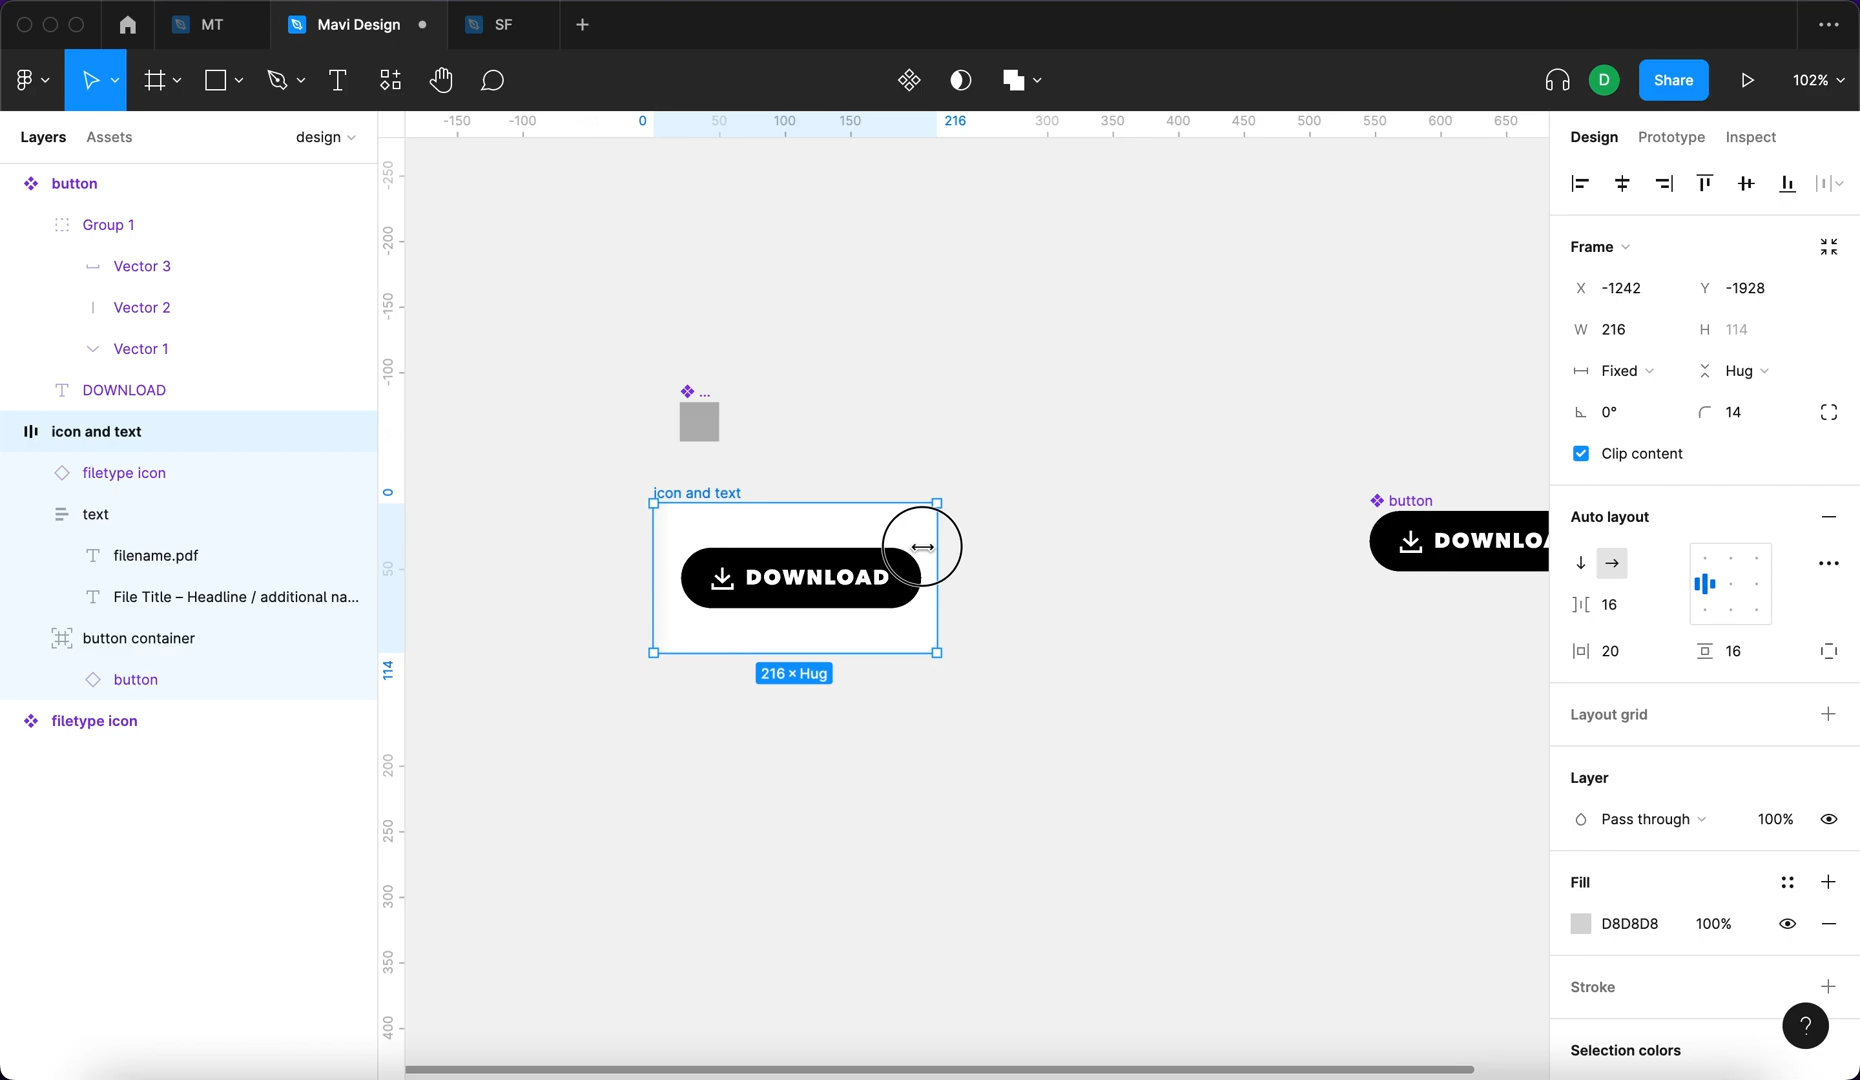 MT
Mavi Design
SF
Share
D
102%
Layers
Assets
design
button
Group 1
Vector 3
Vector 2
Vector 1
DOWNLOAD
icon and text
filetype icon
text
filename.pdf
File Title – Headline / additional na...
button container
button
filetype icon
-150
-100
0
50
100
150
216
300
350
400
450
500
550
600
650
-250
-200
-150
-100
0
50
114
200
250
300
350
400
...
icon and text
DOWNLOAD
216 × Hug
button
DOWNLOA
Design
Prototype
Inspect
Frame
X -1242
Y -1928
W 216
H 114
Fixed
Hug
0°
14
Clip content
Auto layout
16
20
16
Layout grid
Layer
Pass through
100%
Fill
D8D8D8
100%
Stroke
?
Selection colors